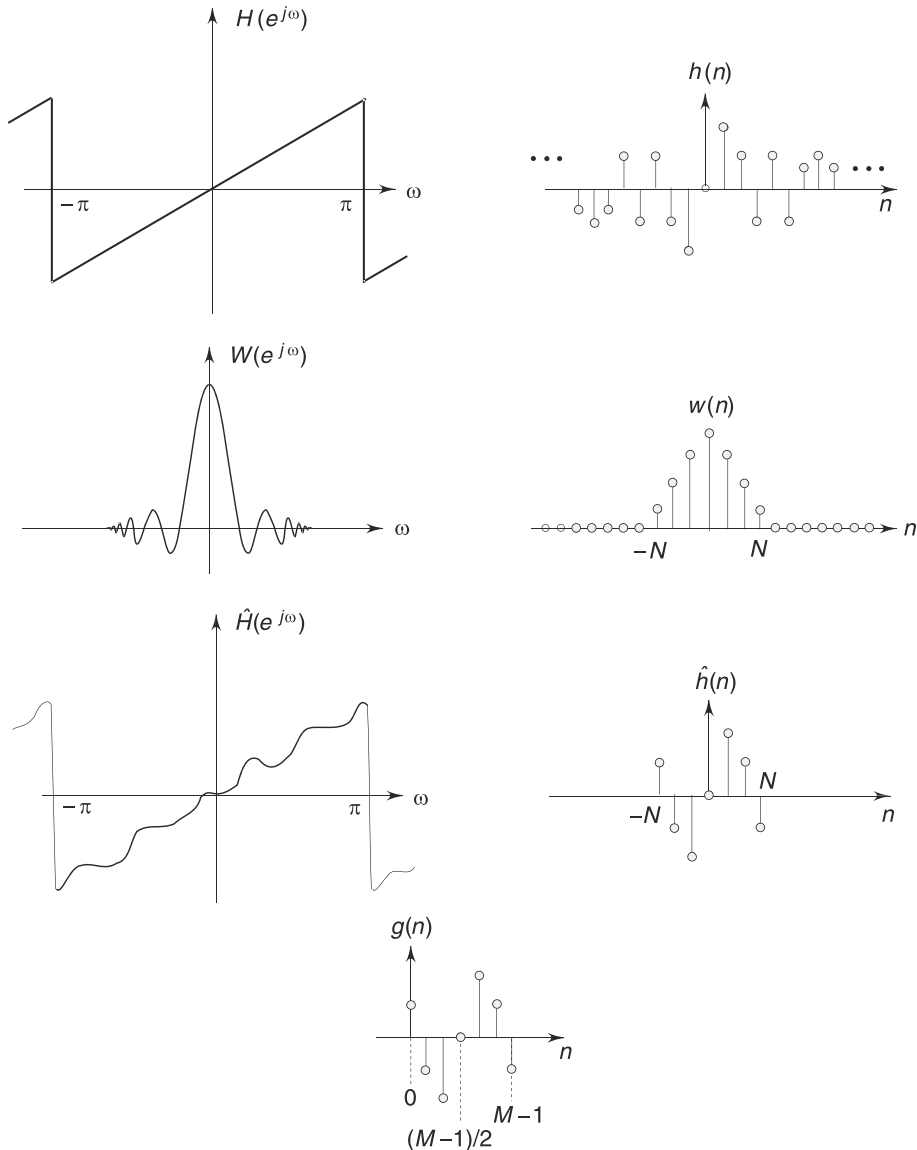 H(e^{jω})
ω
−π
π
h(n)
• • •
• • •
n
W(e^{jω})
ω
w(n)
−N
N
n
Ĥ(e^{jω})
ω
−π
π
ĥ(n)
−N
N
n
g(n)
n
0
M−1
(M−1)/2